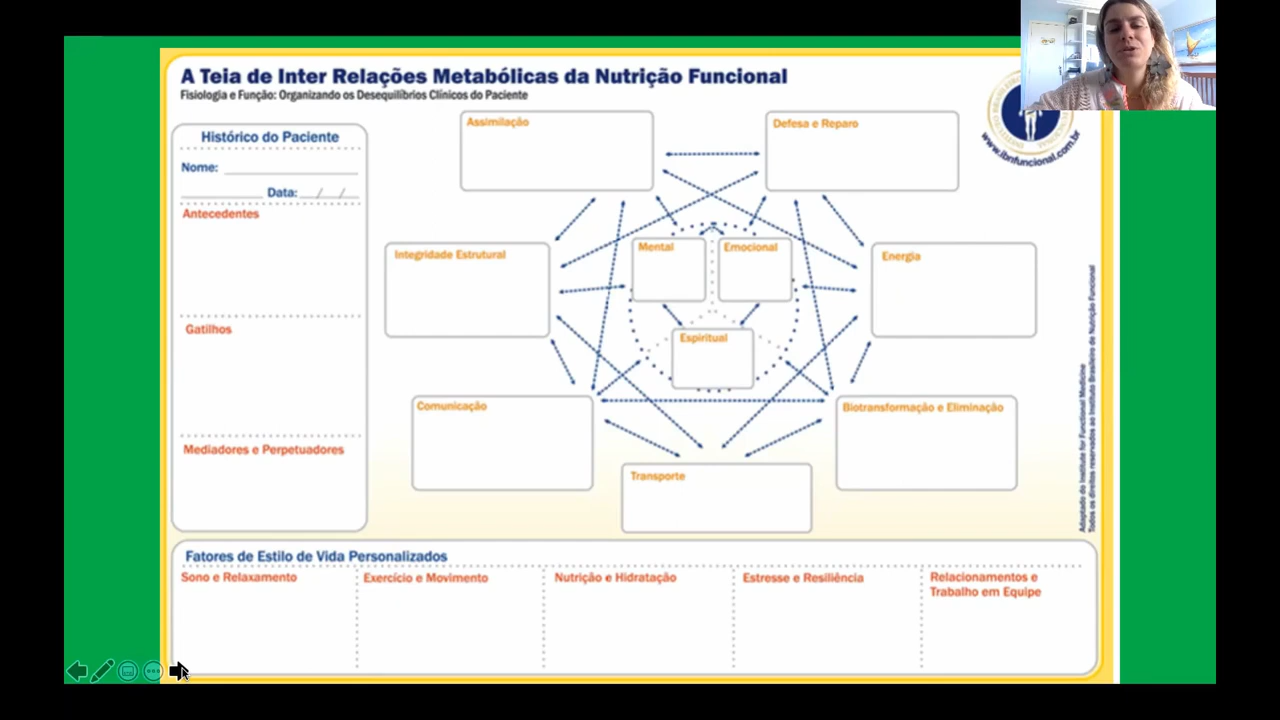 A Teia de Inter Relações Metabólicas da Nutrição Funcional
Fisiologia e Função: Organizando os Desequilíbrios Clínicos do Paciente
Histórico do Paciente
Nome:
Data: __/__/__
Antecedentes
Gatilhos
Mediadores e Perpetuadores
Assimilação
Defesa e Reparo
Integridade Estrutural
Mental
Emocional
Energia
Espiritual
Comunicação
Biotransformação e Eliminação
Transporte
www.ibnfuncional.com.br
Adaptado do Institute for Functional Medicine
Todos os direitos reservados ao Instituto Brasileiro de Nutrição Funcional
Fatores de Estilo de Vida Personalizados
Sono e Relaxamento
Exercício e Movimento
Nutrição e Hidratação
Estresse e Resiliência
Relacionamentos e
Trabalho em Equipe